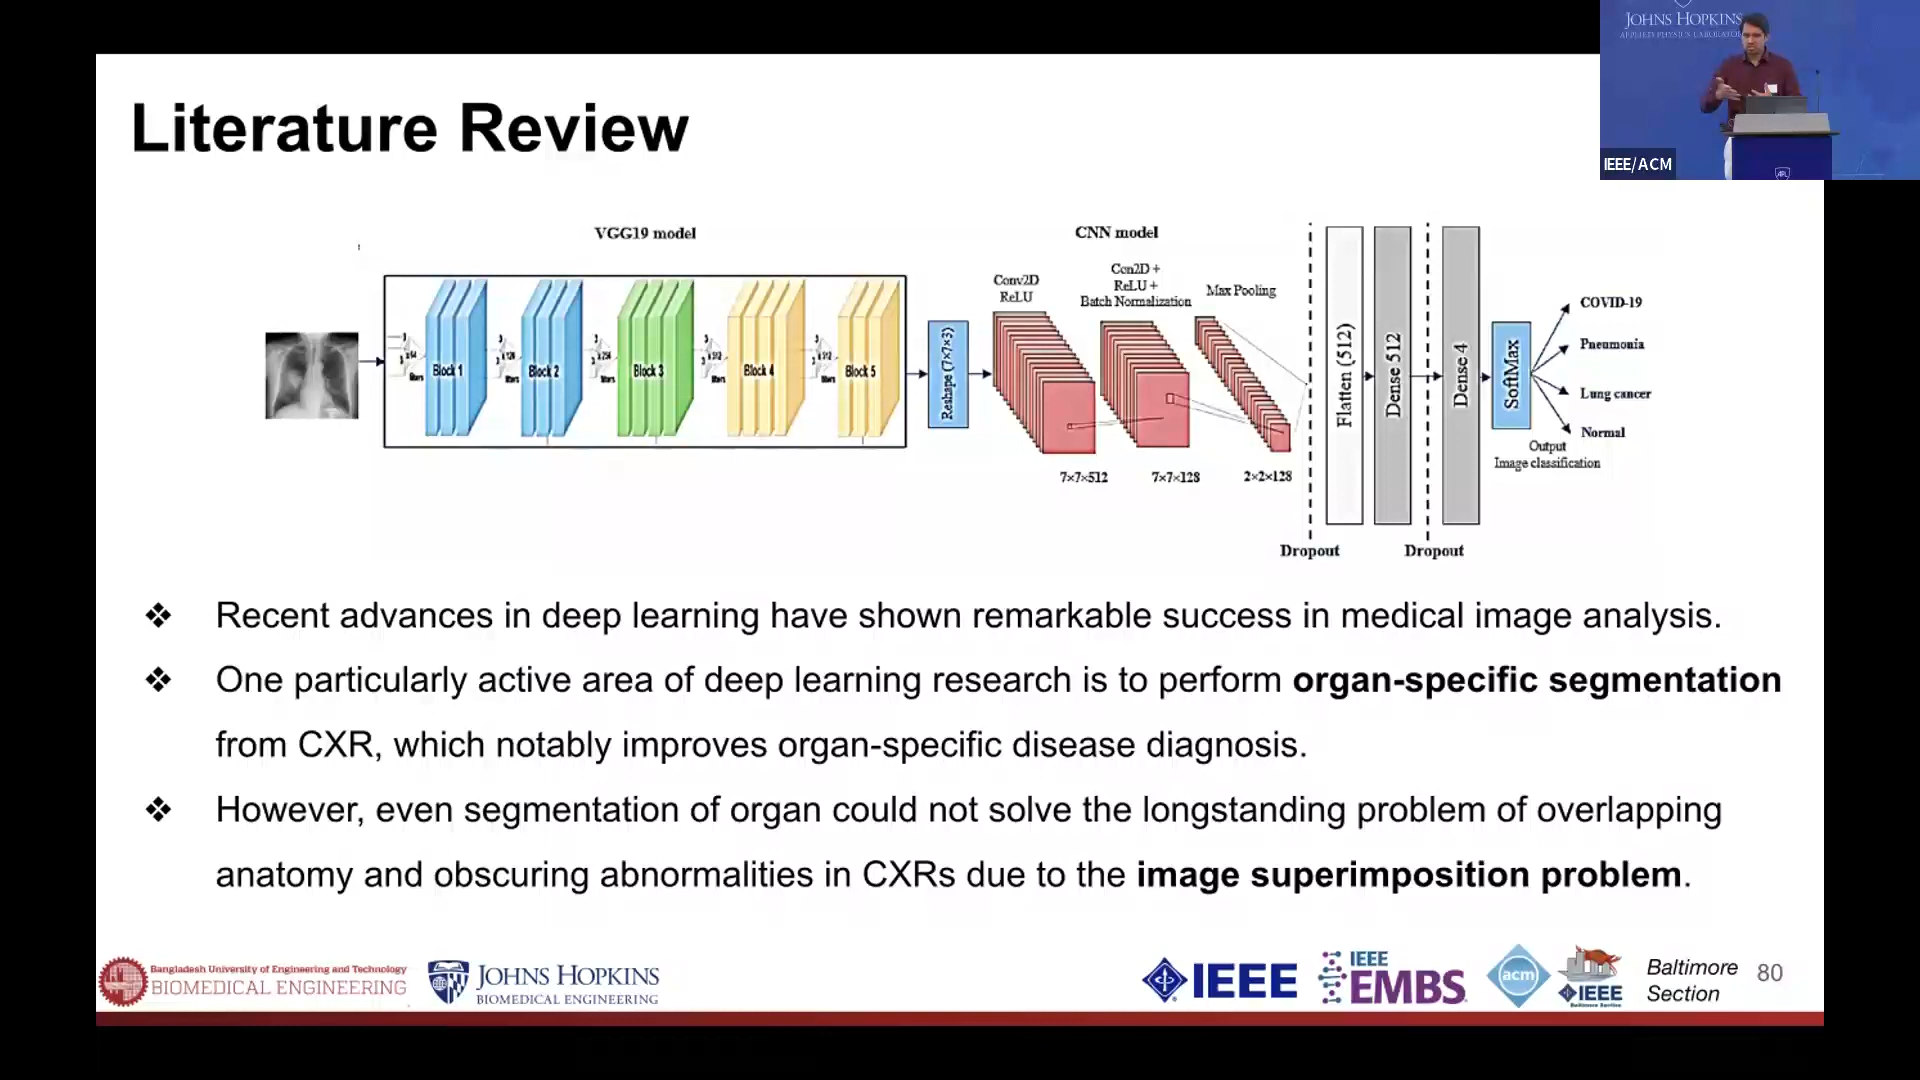 JOHNS HOPKINS
APPLIED PHYSICS LABORATORY
IEEE/ACM
APL
Literature Review
VGG19 model
CNN model
Conv2D
ReLU
Con2D +
ReLU +
Batch Normalization
Max Pooling
Block 1
Block 2
Block 3
Block 4
Block 5
Reshape (7×7×3)
7×7×512
7×7×128
2×2×128
Flatten (512)
Dense 512
Dense 4
SoftMax
COVID-19
Pneumonia
Lung cancer
Normal
Output
Image classification
Dropout
Dropout
❖ Recent advances in deep learning have shown remarkable success in medical image analysis.
❖ One particularly active area of deep learning research is to perform organ-specific segmentation
from CXR, which notably improves organ-specific disease diagnosis.
❖ However, even segmentation of organ could not solve the longstanding problem of overlapping
anatomy and obscuring abnormalities in CXRs due to the image superimposition problem.
Bangladesh University of Engineering and Technology
BIOMEDICAL ENGINEERING
JOHNS HOPKINS
BIOMEDICAL ENGINEERING
IEEE
IEEE
EMBS
acm
IEEE
Baltimore Section
Baltimore
Section
80